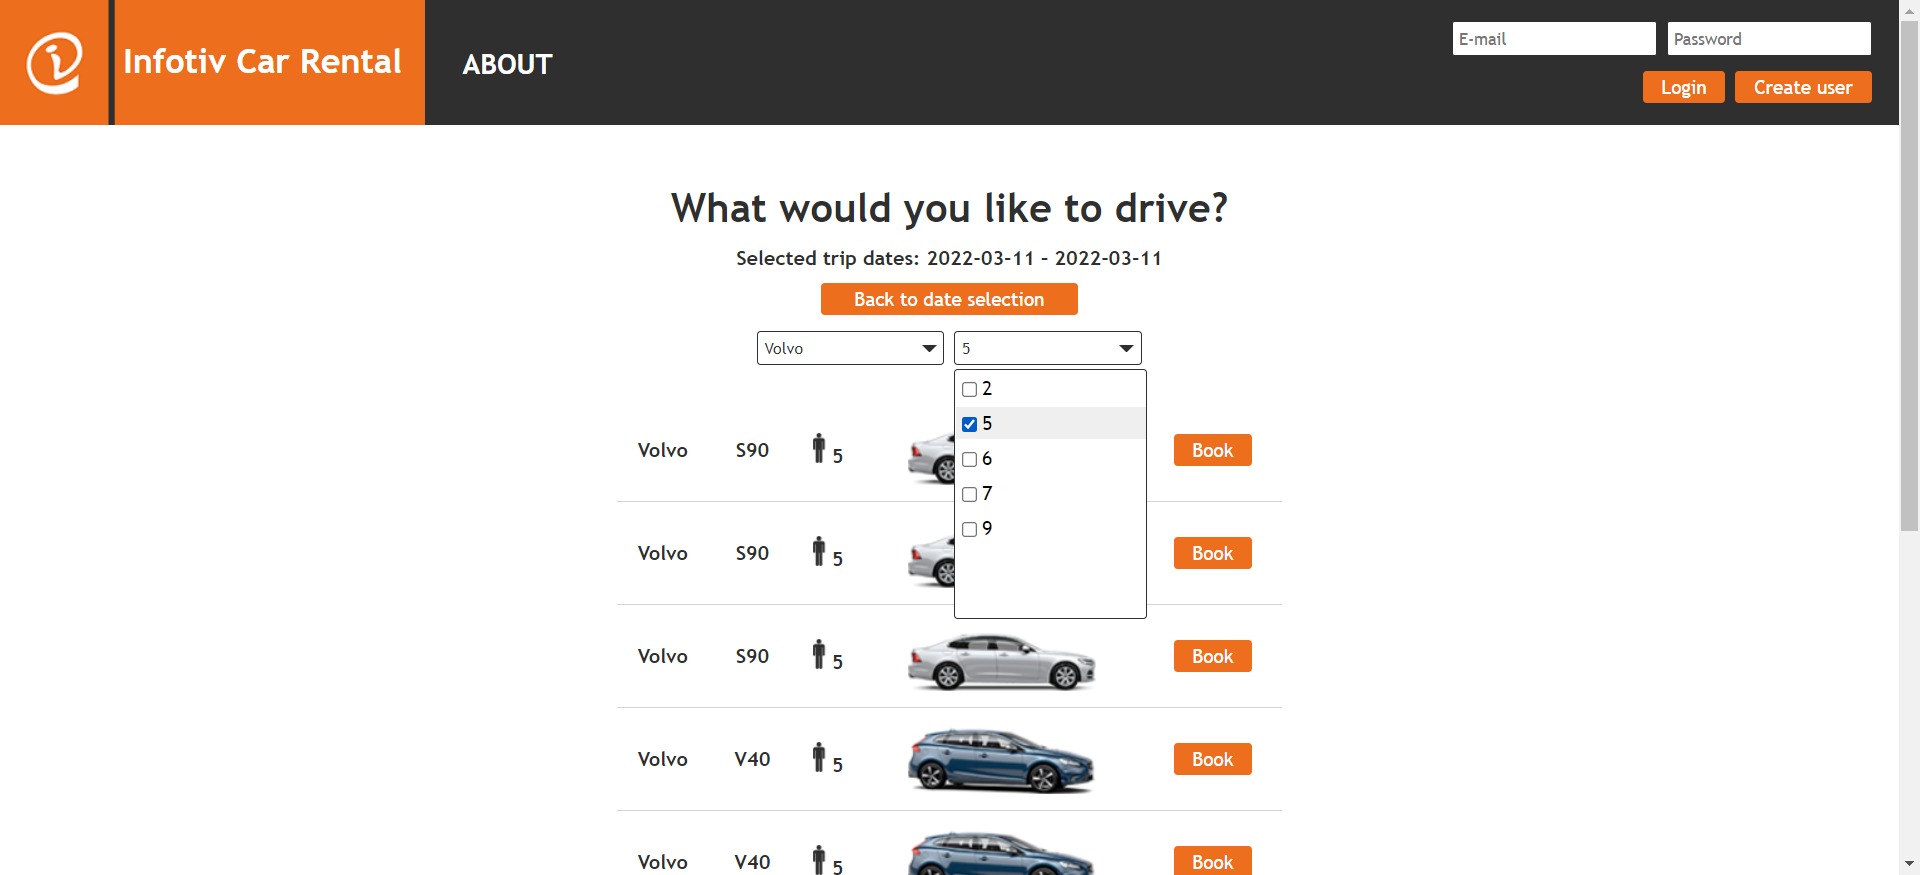 Infotiv Car Rental
ABOUT
E-mail
Password
Login
Create user
What would you like to drive?
Selected trip dates: 2022-03-11 – 2022-03-11
Back to date selection
Volvo
5
2
5
6
7
9
Volvo S90 5 Book
Volvo S90 5 Book
Volvo S90 5 Book
Volvo V40 5 Book
Volvo V40 5 Book